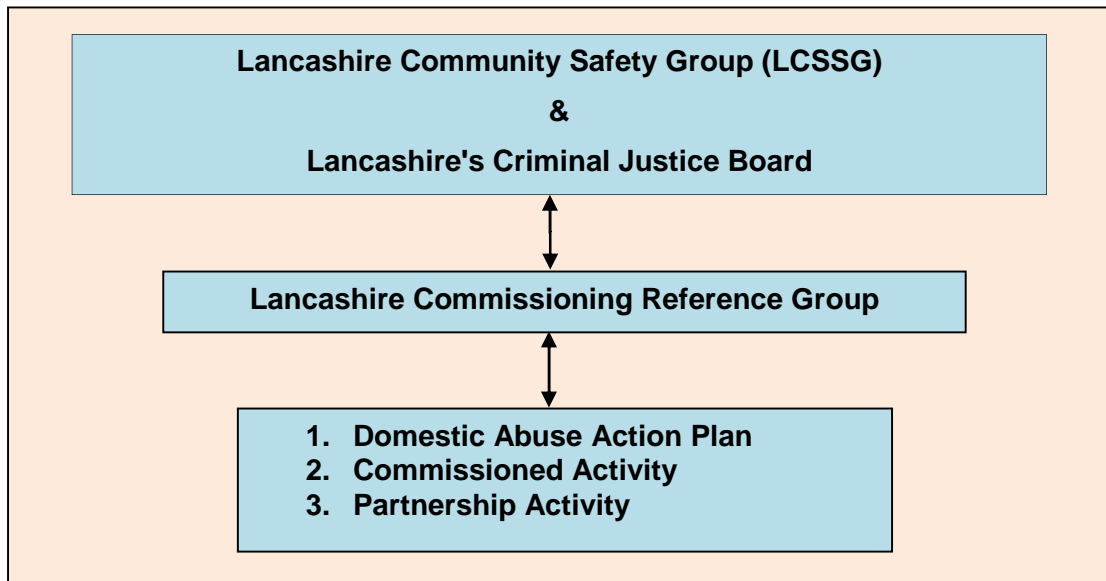 Lancashire Community Safety Group (LCSSG)
&
Lancashire's Criminal Justice Board
Lancashire Commissioning Reference Group
1. Domestic Abuse Action Plan
2. Commissioned Activity
3. Partnership Activity